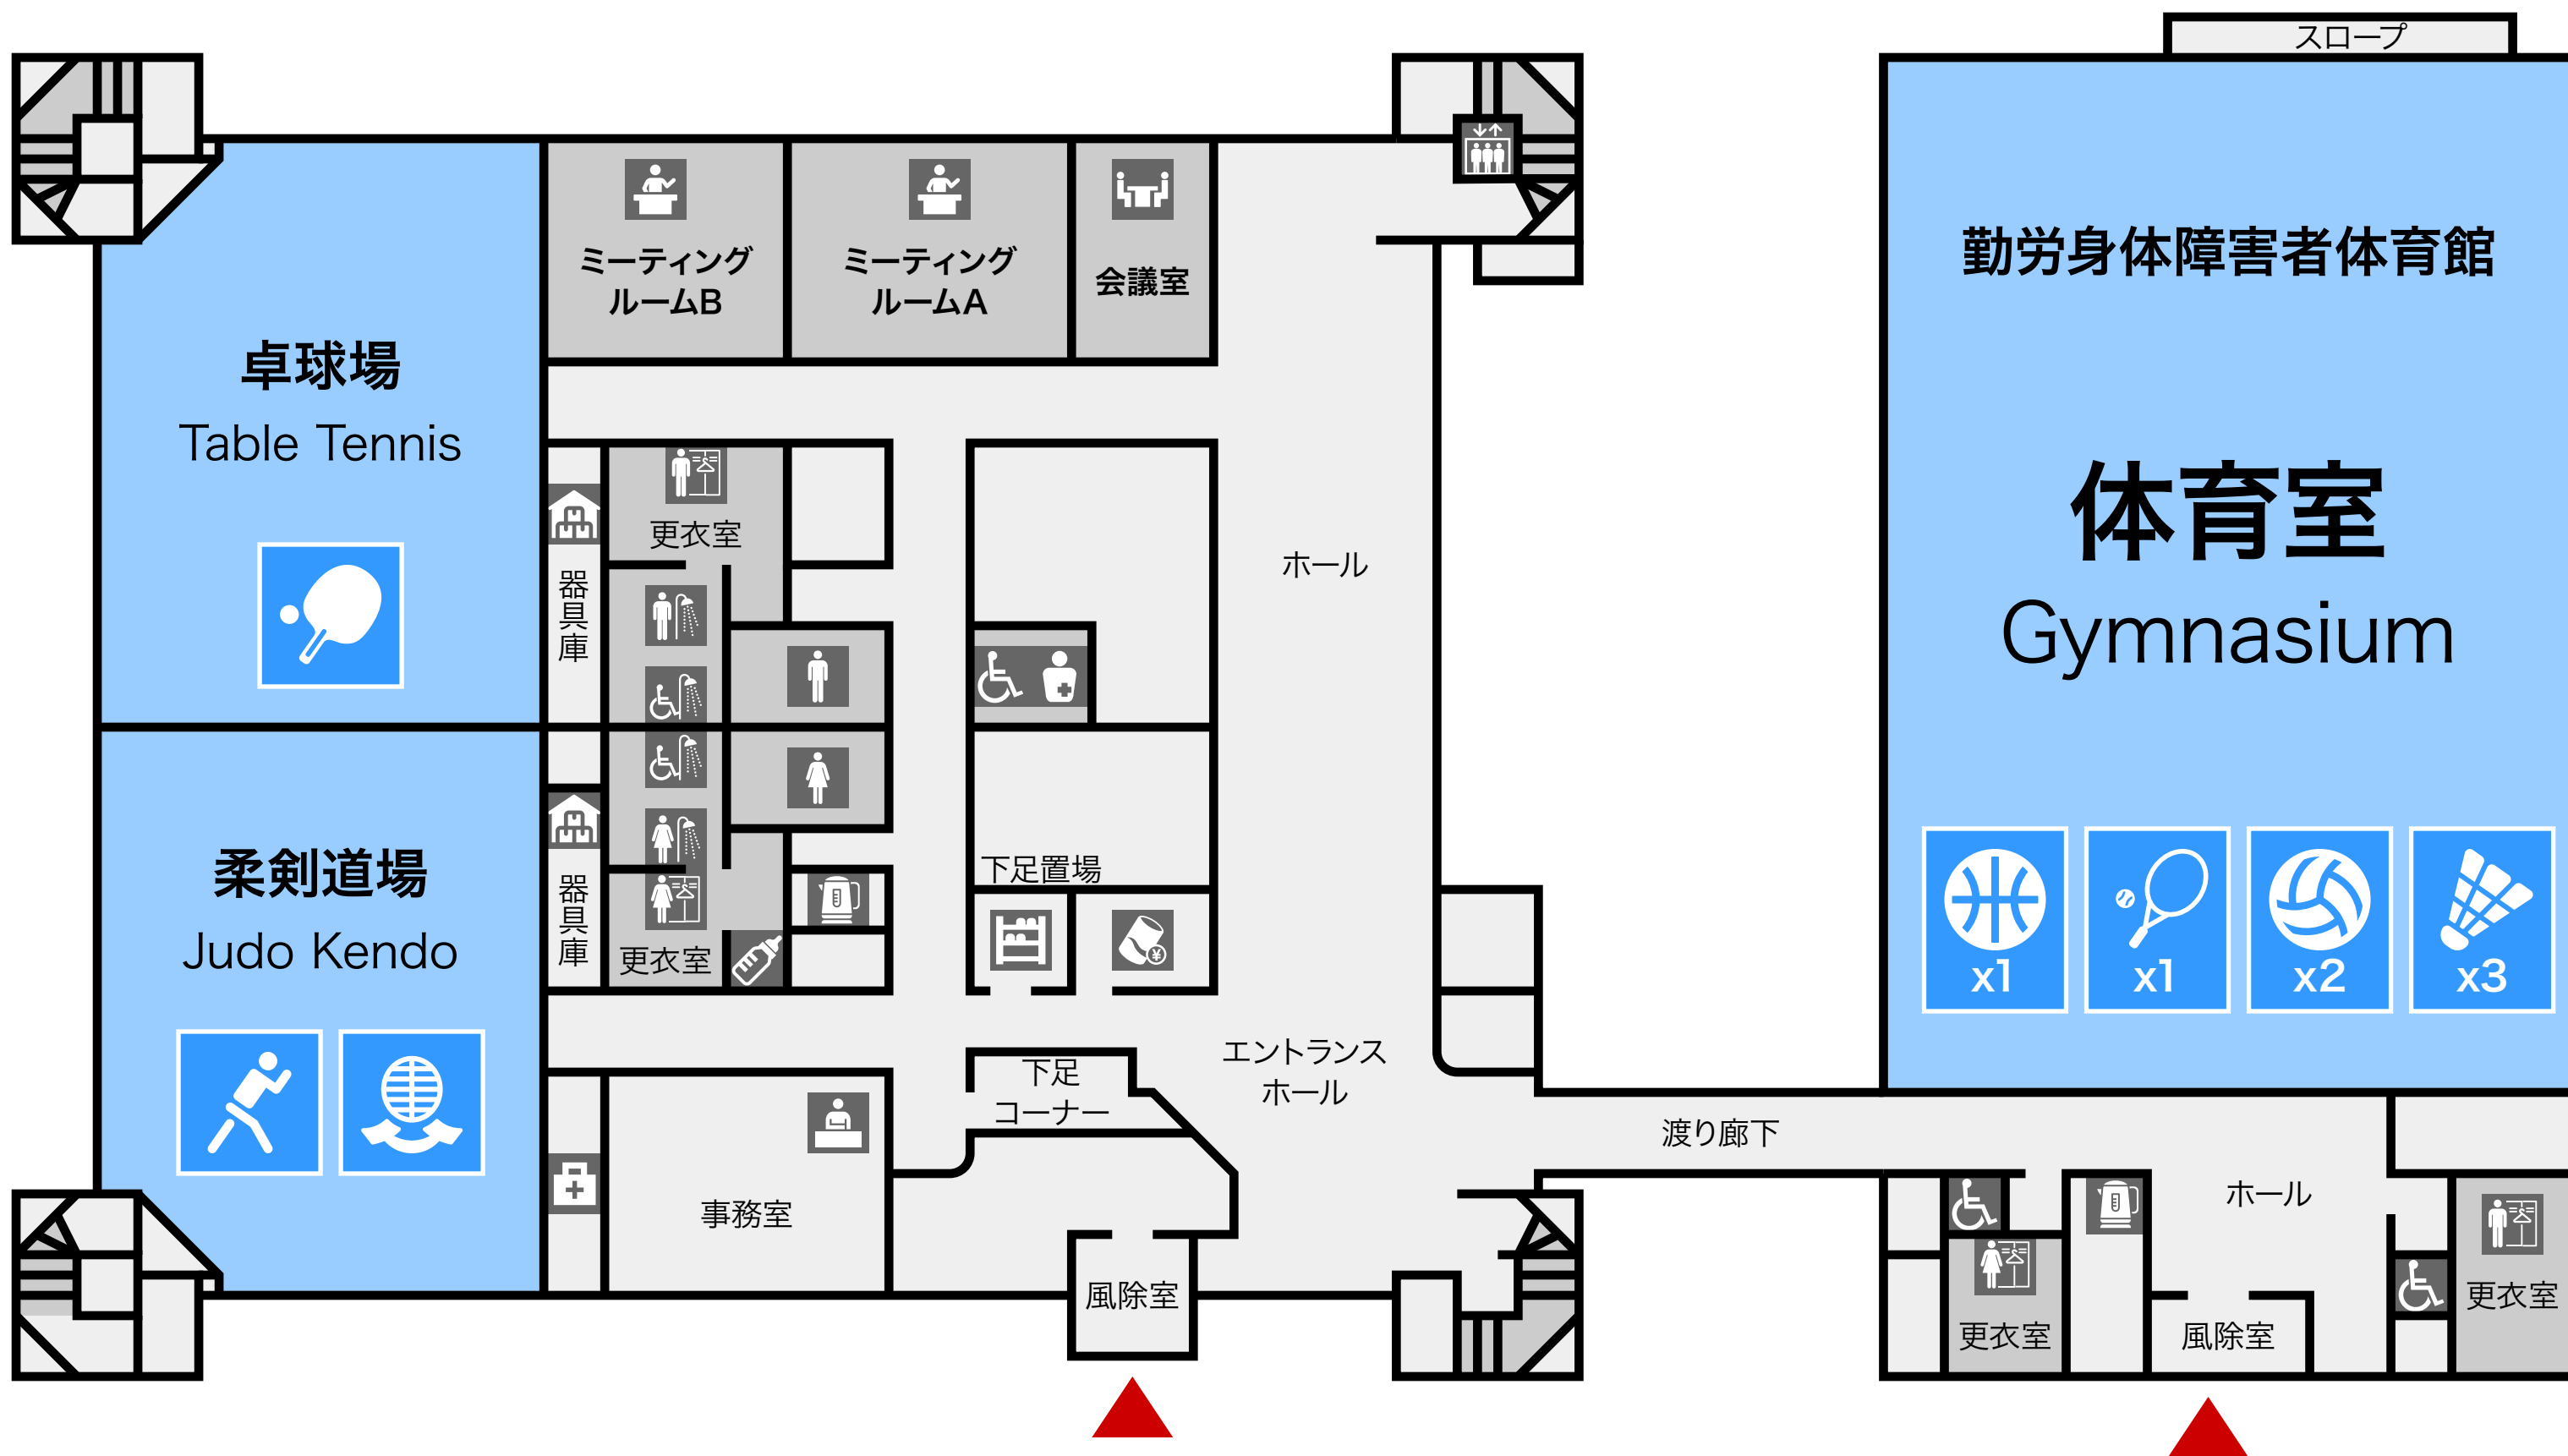 スロープ
勤労身体障害者体育館
ミーティング
ルームB
ミーティング
ルームA
会議室
卓球場
Table Tennis
体育室
Gymnasium
更衣室
ホール
器具庫
柔剣道場
Judo Kendo
下足置場
器具庫
更衣室
¥
x1
x1
x2
x3
エントランス
ホール
下足
コーナー
渡り廊下
事務室
ホール
風除室
更衣室
風除室
更衣室